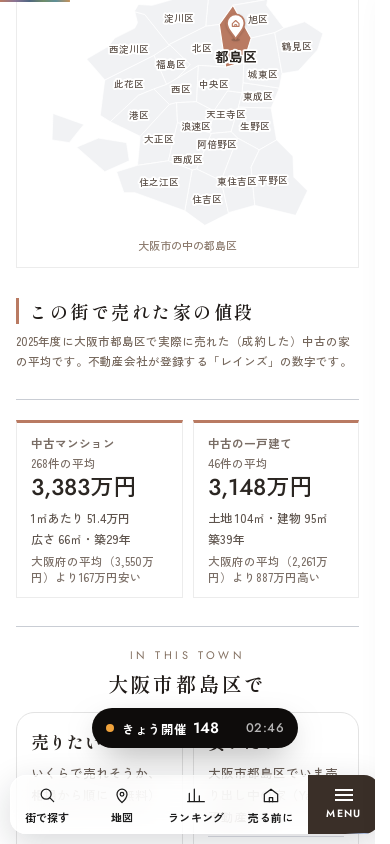 淀川区
旭区
西淀川区
北区
都島区
鶴見区
福島区
城東区
此花区
西区
中央区
東成区
港区
天王寺区
浪速区
生野区
大正区
阿倍野区
西成区
住之江区
東住吉区
平野区
住吉区
大阪市の中の都島区
この街で売れた家の値段
2025年度に大阪市都島区で実際に売れた（成約した）中古の家
の平均です。不動産会社が登録する「レインズ」の数字です。
中古マンション
268件の平均
3,383万円
1㎡あたり 51.4万円
広さ 66㎡・築29年
大阪府の平均（3,550万
円）より167万円安い
中古の一戸建て
46件の平均
3,148万円
土地104㎡・建物 95㎡
築39年
大阪府の平均（2,261万
円）より887万円高い
IN THIS TOWN
大阪市都島区で
売りたい
きょう開催 148 02:46
いくらで売れそうか、
大阪市都島区でいま売
街で探す
地図
ランキング
売る前に
MENU